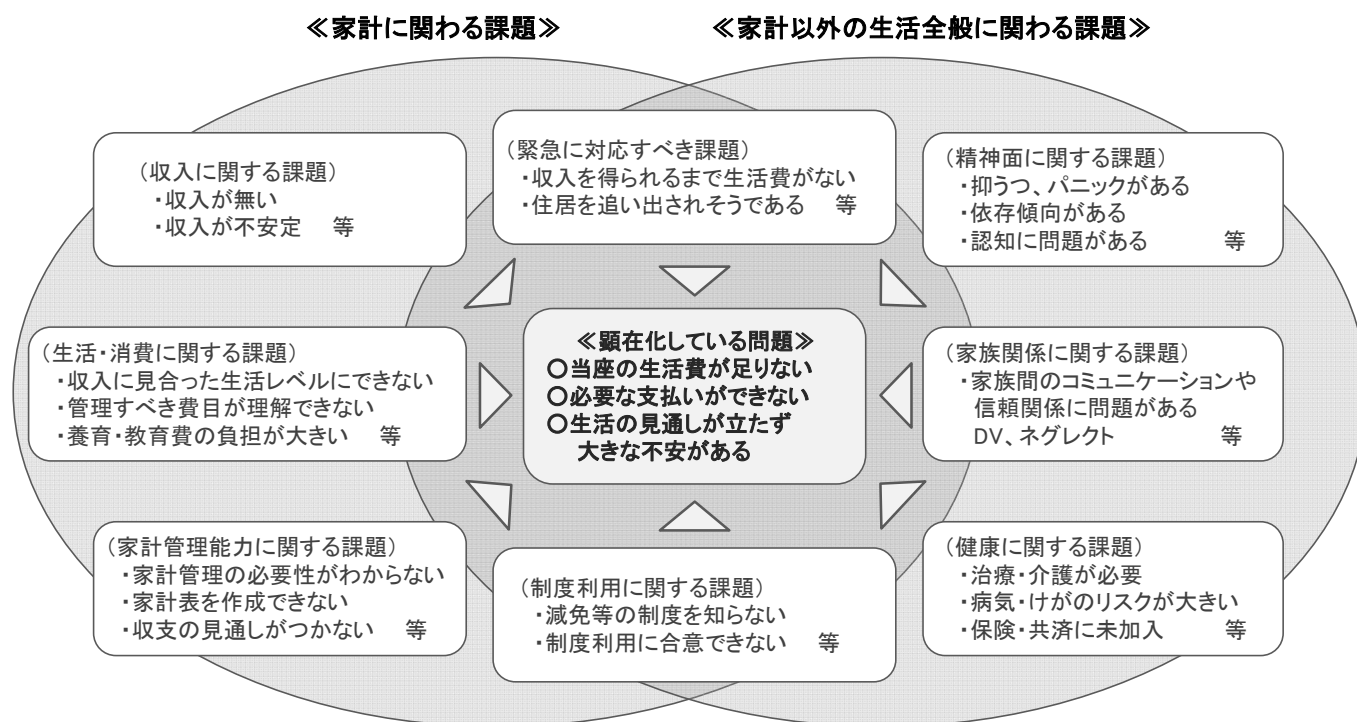 ≪家計に関わる課題≫
≪家計以外の生活全般に関わる課題≫
(収入に関する課題)
・収入が無い
・収入が不安定　等
(緊急に対応すべき課題)
・収入を得られるまで生活費がない
・住居を追い出されそうである　等
(精神面に関する課題)
・抑うつ、パニックがある
・依存傾向がある
・認知に問題がある　等
(生活・消費に関する課題)
・収入に見合った生活レベルにできない
・管理すべき費目が理解できない
・養育・教育費の負担が大きい　等
≪顕在化している問題≫
○当座の生活費が足りない
○必要な支払いができない
○生活の見通しが立たず
大きな不安がある
(家族関係に関する課題)
・家族間のコミュニケーションや
信頼関係に問題がある
DV、ネグレクト　等
(家計管理能力に関する課題)
・家計管理の必要性がわからない
・家計表を作成できない
・収支の見通しがつかない　等
(制度利用に関する課題)
・減免等の制度を知らない
・制度利用に合意できない　等
(健康に関する課題)
・治療・介護が必要
・病気・けがのリスクが大きい
・保険・共済に未加入　等